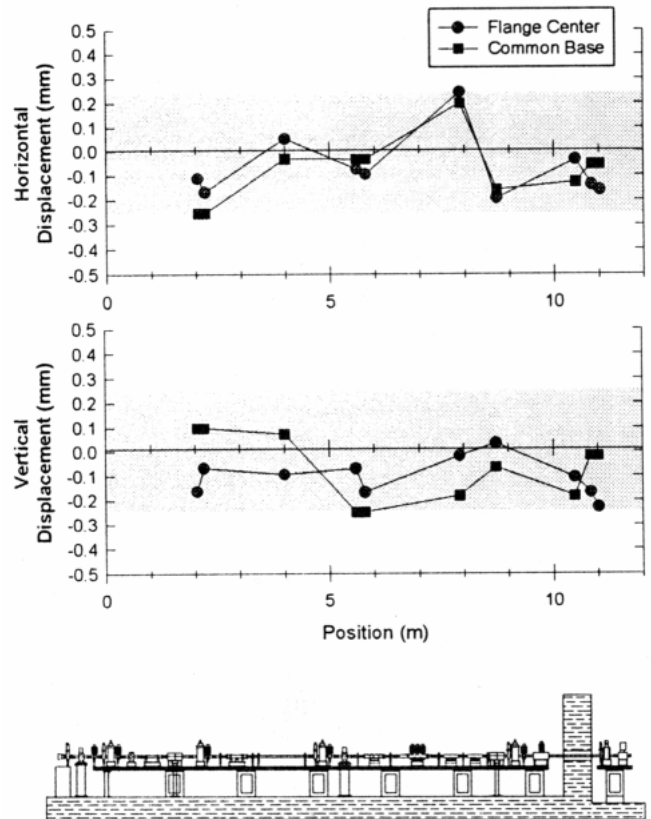 Flange Center
Common Base
Horizontal
Displacement (mm)
0.5
0.4
0.3
0.2
0.1
0.0
-0.1
-0.2
-0.3
-0.4
-0.5
0 5 10
Vertical
Displacement (mm)
0.5
0.4
0.3
0.2
0.1
0.0
-0.1
-0.2
-0.3
-0.4
-0.5
0 5 10
Position (m)